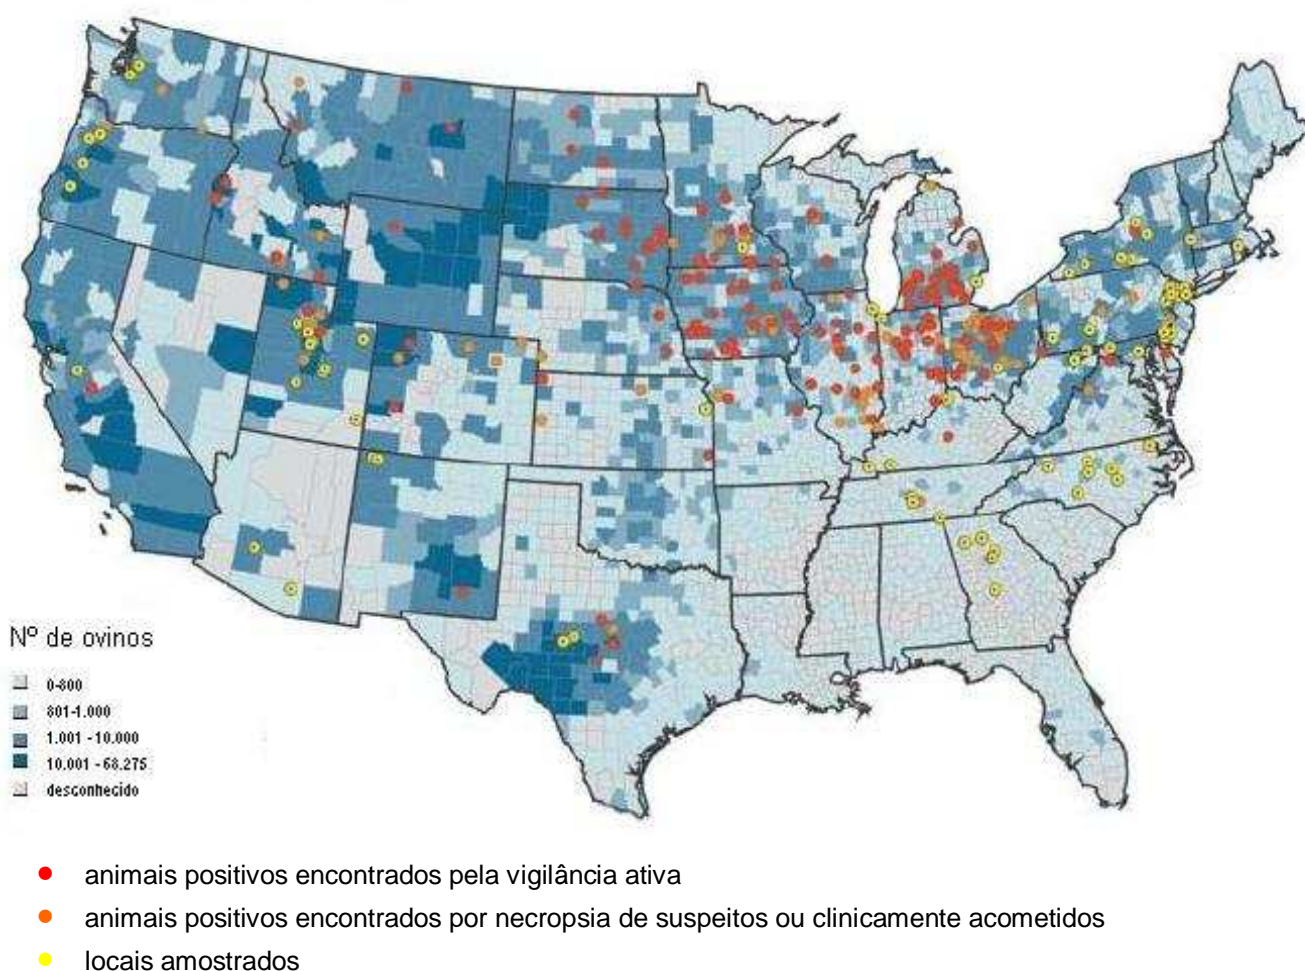 Nº de ovinos
0-800
801-1.000
1.001 - 10.000
10.001 - 68.275
desconhecido
animais positivos encontrados pela vigilância ativa
animais positivos encontrados por necropsia de suspeitos ou clinicamente acometidos
locais amostrados